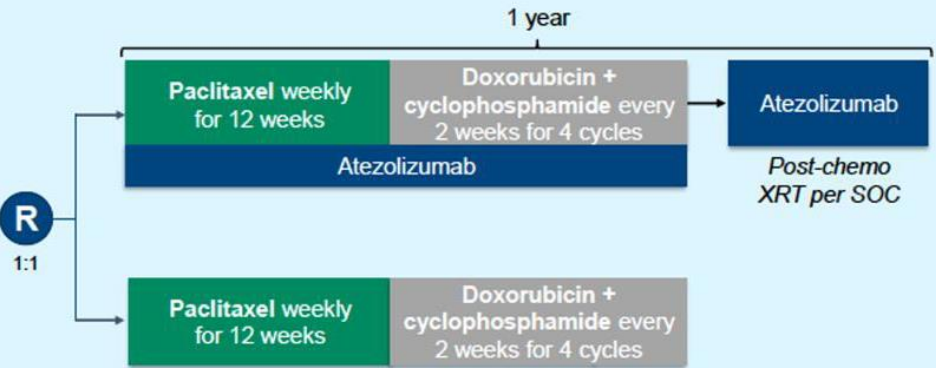 1 year
Paclitaxel weekly
for 12 weeks
Doxorubicin +
cyclophosphamide every
2 weeks for 4 cycles
Atezolizumab
Atezolizumab
Post-chemo
XRT per SOC
R
1:1
Paclitaxel weekly
for 12 weeks
Doxorubicin +
cyclophosphamide every
2 weeks for 4 cycles